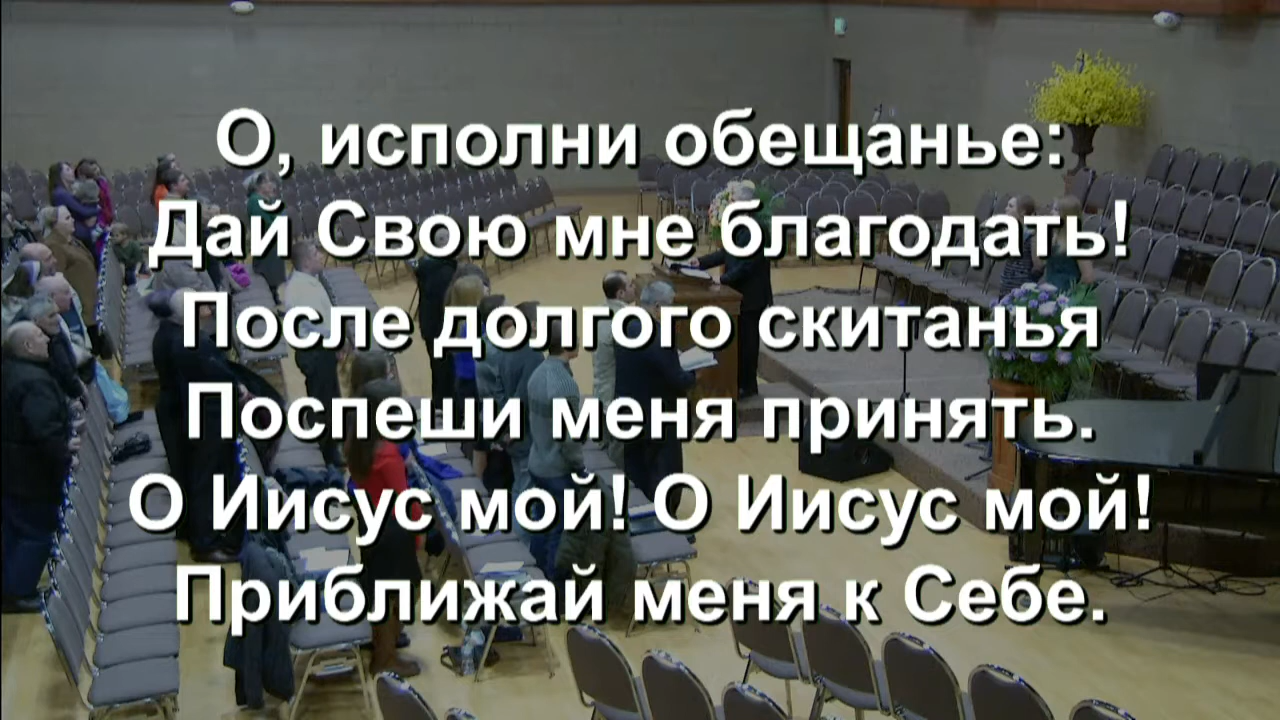 О, исполни обещанье:
Дай Свою мне благодать!
После долгого скитанья
Поспеши меня принять.
О Иисус мой! О Иисус мой!
Приближай меня к Себе.